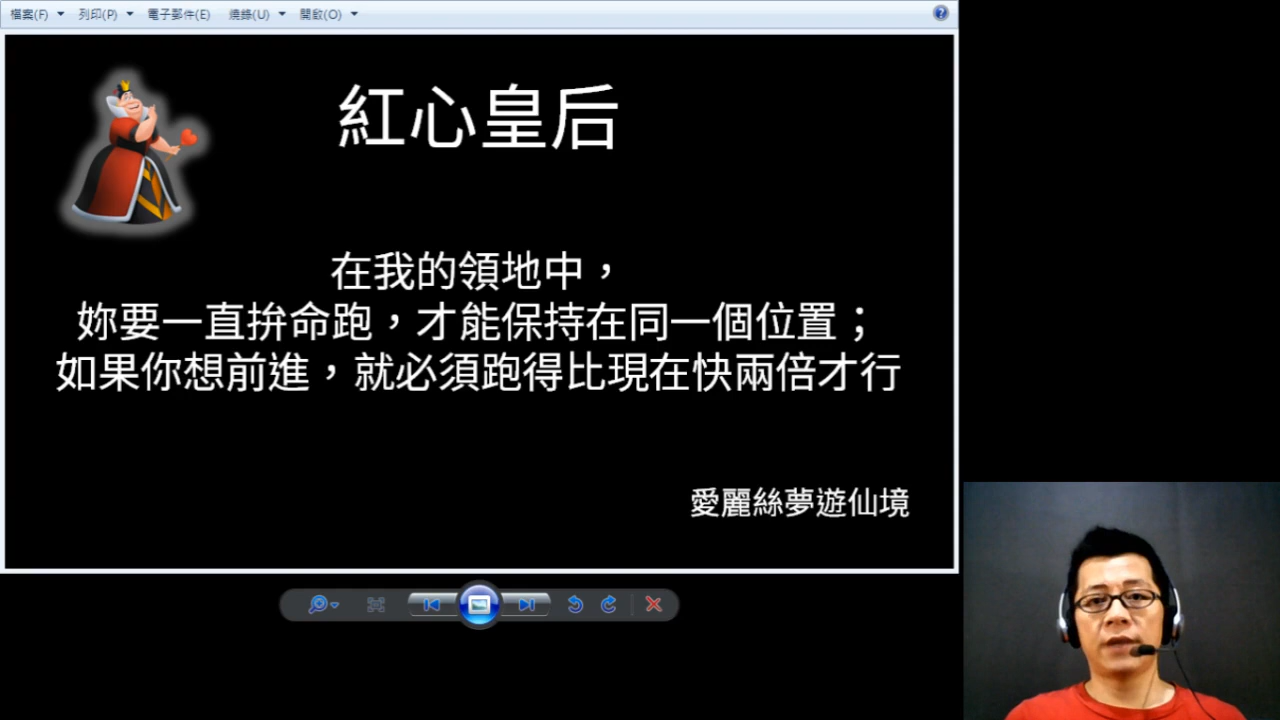 檔案(F) 列印(P) 電子郵件(E) 燒錄(U) 開啟(O)
紅心皇后
在我的領地中，
妳要一直拚命跑，才能保持在同一個位置；
如果你想前進，就必須跑得比現在快兩倍才行
愛麗絲夢遊仙境